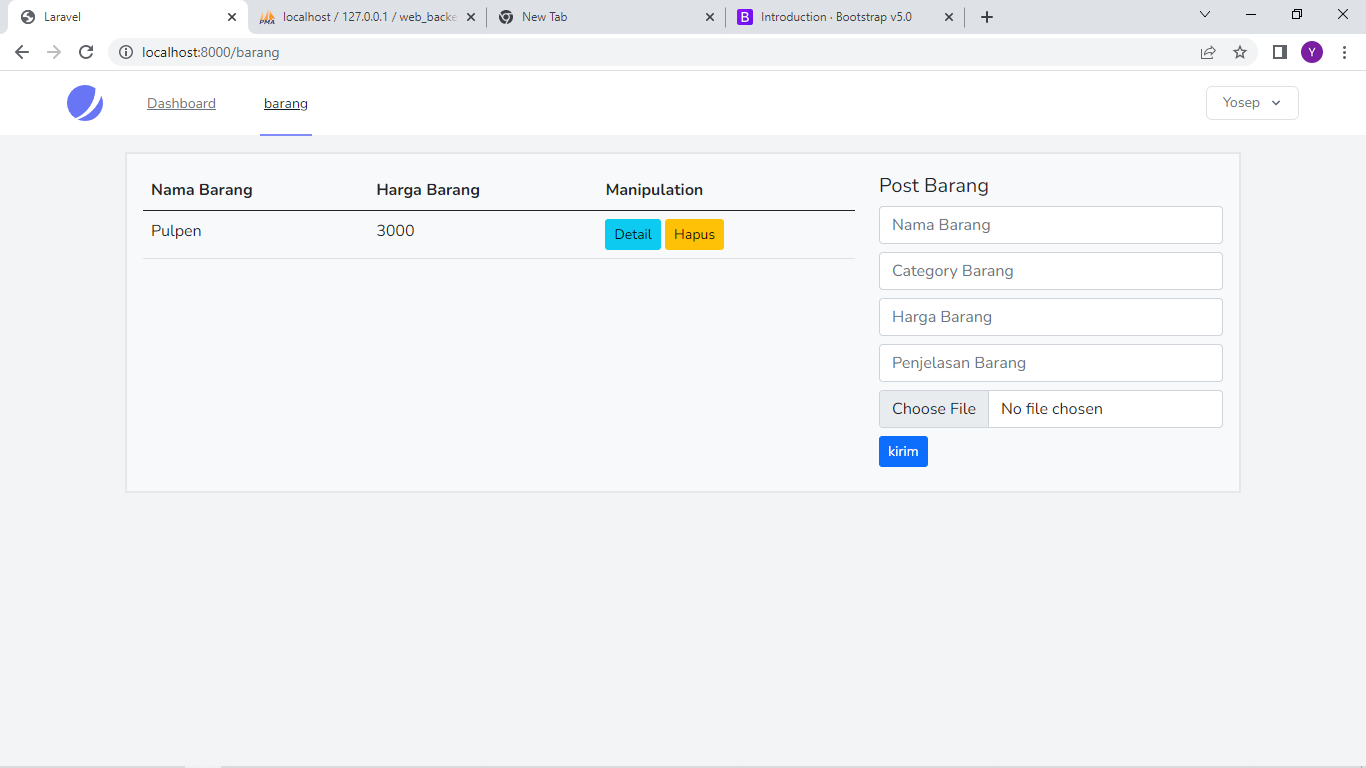 Laravel
localhost / 127.0.0.1 / web_backe
New Tab
Introduction · Bootstrap v5.0
localhost:8000/barang
Y
Dashboard
barang
Yosep
Nama Barang Harga Barang Manipulation
Pulpen 3000 Detail Hapus
Post Barang
Nama Barang
Category Barang
Harga Barang
Penjelasan Barang
Choose File No file chosen
kirim